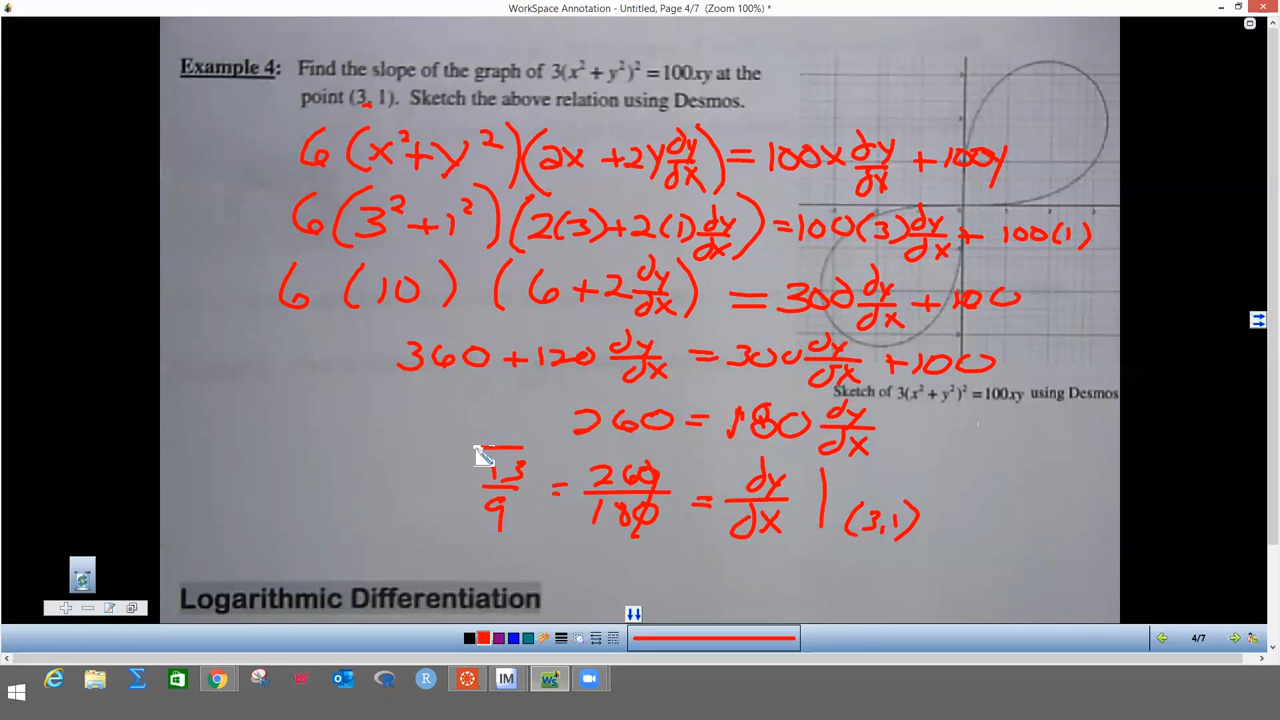 WorkSpace Annotation - Untitled, Page 4/7 (Zoom 100%) *
Example 4: Find the slope of the graph of 3(x² + y²)² = 100xy at the
point (3, 1). Sketch the above relation using Desmos.
6(x²+y²)(2x+2y dy/dx) = 100x dy/dx + 100y
6(3²+1²)(2(3)+2(1) dy/dx) = 100(3) dy/dx + 100(1)
6 (10) (6+2 dy/dx) = 300 dy/dx + 100
360 + 120 dy/dx = 300 dy/dx + 100
Sketch of 3(x² + y²)² = 100xy using Desmos
260 = 180 dy/dx
13/9 = 260/180 = dy/dx | (3,1)
Logarithmic Differentiation
4/7